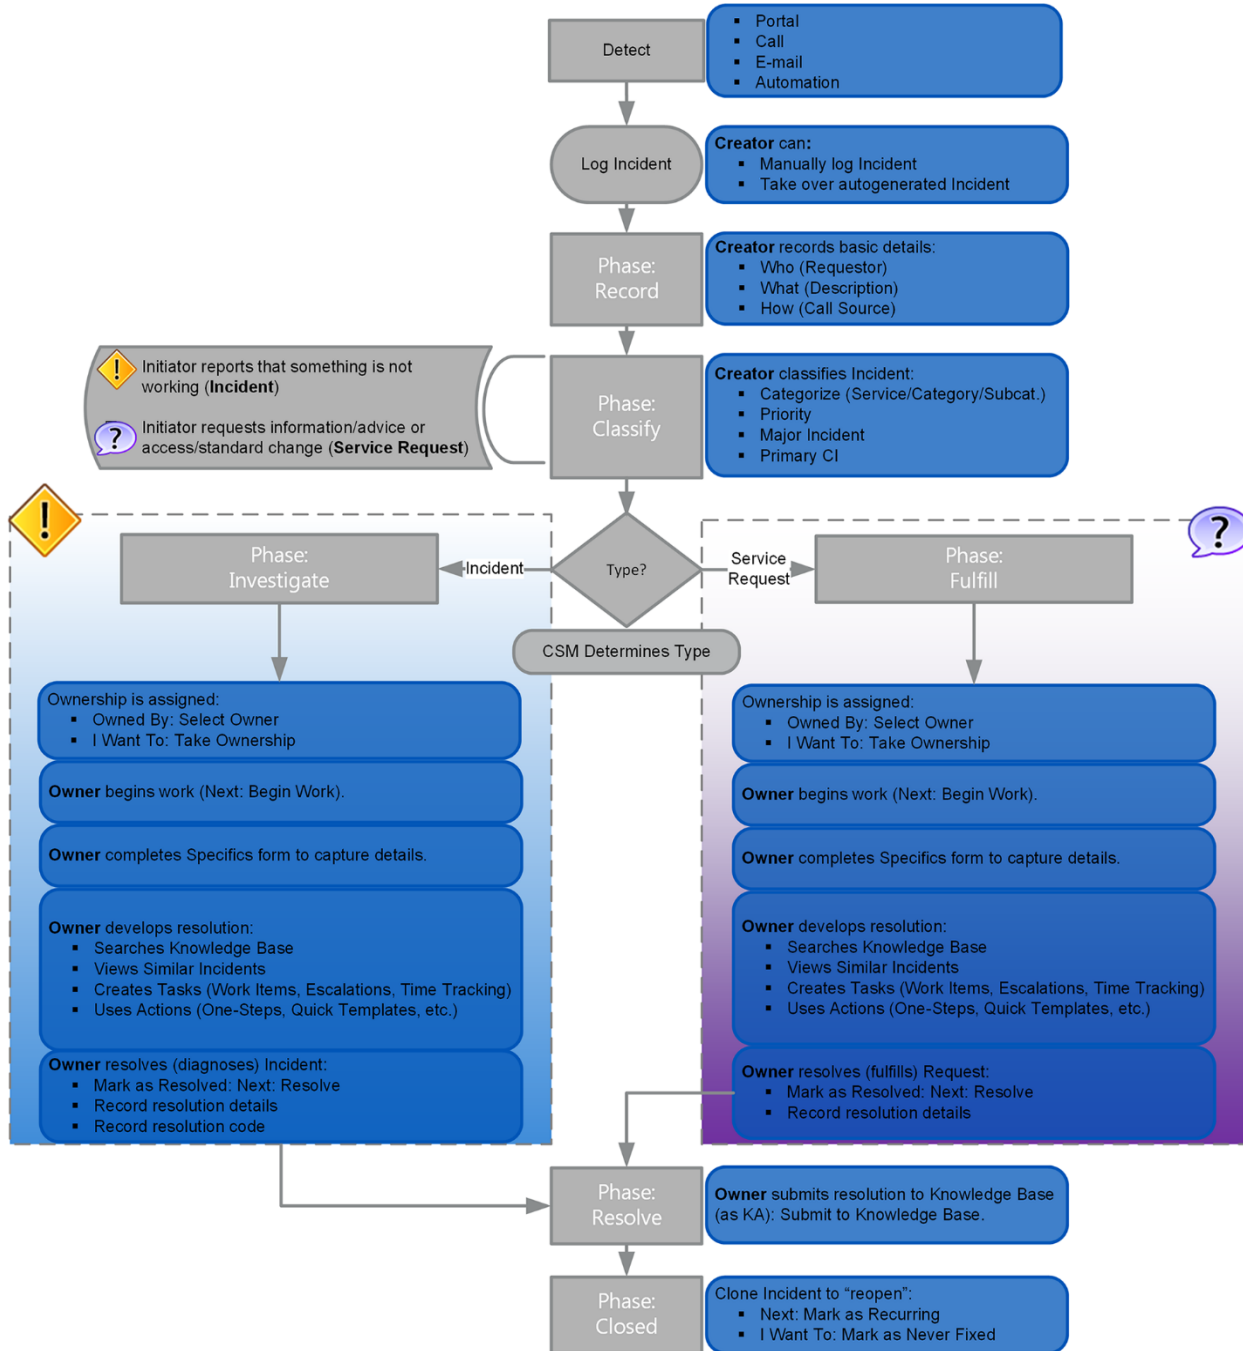 Detect
▪ Portal
▪ Call
▪ E-mail
▪ Automation
Log Incident
Creator can:
▪ Manually log Incident
▪ Take over autogenerated Incident
Phase:
Record
Creator records basic details:
▪ Who (Requestor)
▪ What (Description)
▪ How (Call Source)
! Initiator reports that something is not
working (Incident)
? Initiator requests information/advice or
access/standard change (Service Request)
Phase:
Classify
Creator classifies Incident:
▪ Categorize (Service/Category/Subcat.)
▪ Priority
▪ Major Incident
▪ Primary CI
!
?
Phase:
Investigate
Incident
Type?
Service
Request
Phase:
Fulfill
CSM Determines Type
Ownership is assigned:
▪ Owned By: Select Owner
▪ I Want To: Take Ownership
Owner begins work (Next: Begin Work).
Owner completes Specifics form to capture details.
Owner develops resolution:
▪ Searches Knowledge Base
▪ Views Similar Incidents
▪ Creates Tasks (Work Items, Escalations, Time Tracking)
▪ Uses Actions (One-Steps, Quick Templates, etc.)
Owner resolves (diagnoses) Incident:
▪ Mark as Resolved: Next: Resolve
▪ Record resolution details
▪ Record resolution code
Ownership is assigned:
▪ Owned By: Select Owner
▪ I Want To: Take Ownership
Owner begins work (Next: Begin Work).
Owner completes Specifics form to capture details.
Owner develops resolution:
▪ Searches Knowledge Base
▪ Views Similar Incidents
▪ Creates Tasks (Work Items, Escalations, Time Tracking)
▪ Uses Actions (One-Steps, Quick Templates, etc.)
Owner resolves (fulfills) Request:
▪ Mark as Resolved: Next: Resolve
▪ Record resolution details
Phase:
Resolve
Owner submits resolution to Knowledge Base
(as KA): Submit to Knowledge Base.
Phase:
Closed
Clone Incident to “reopen”:
▪ Next: Mark as Recurring
▪ I Want To: Mark as Never Fixed